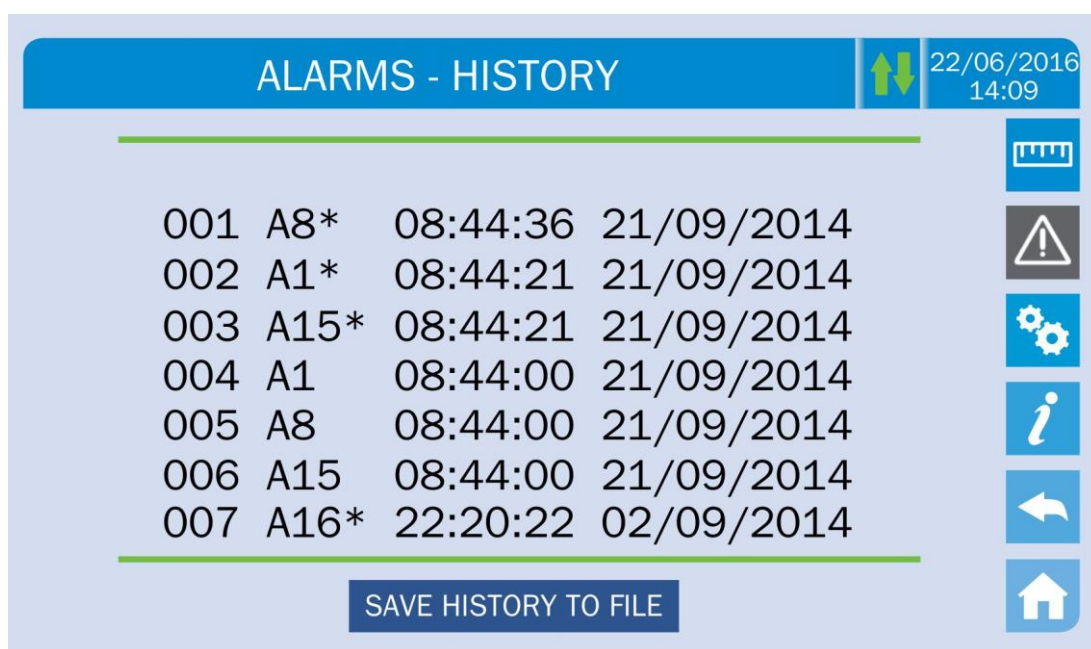 ALARMS - HISTORY
22/06/2016
14:09
001 A8* 08:44:36 21/09/2014
002 A1* 08:44:21 21/09/2014
003 A15* 08:44:21 21/09/2014
004 A1 08:44:00 21/09/2014
005 A8 08:44:00 21/09/2014
006 A15 08:44:00 21/09/2014
007 A16* 22:20:22 02/09/2014
SAVE HISTORY TO FILE